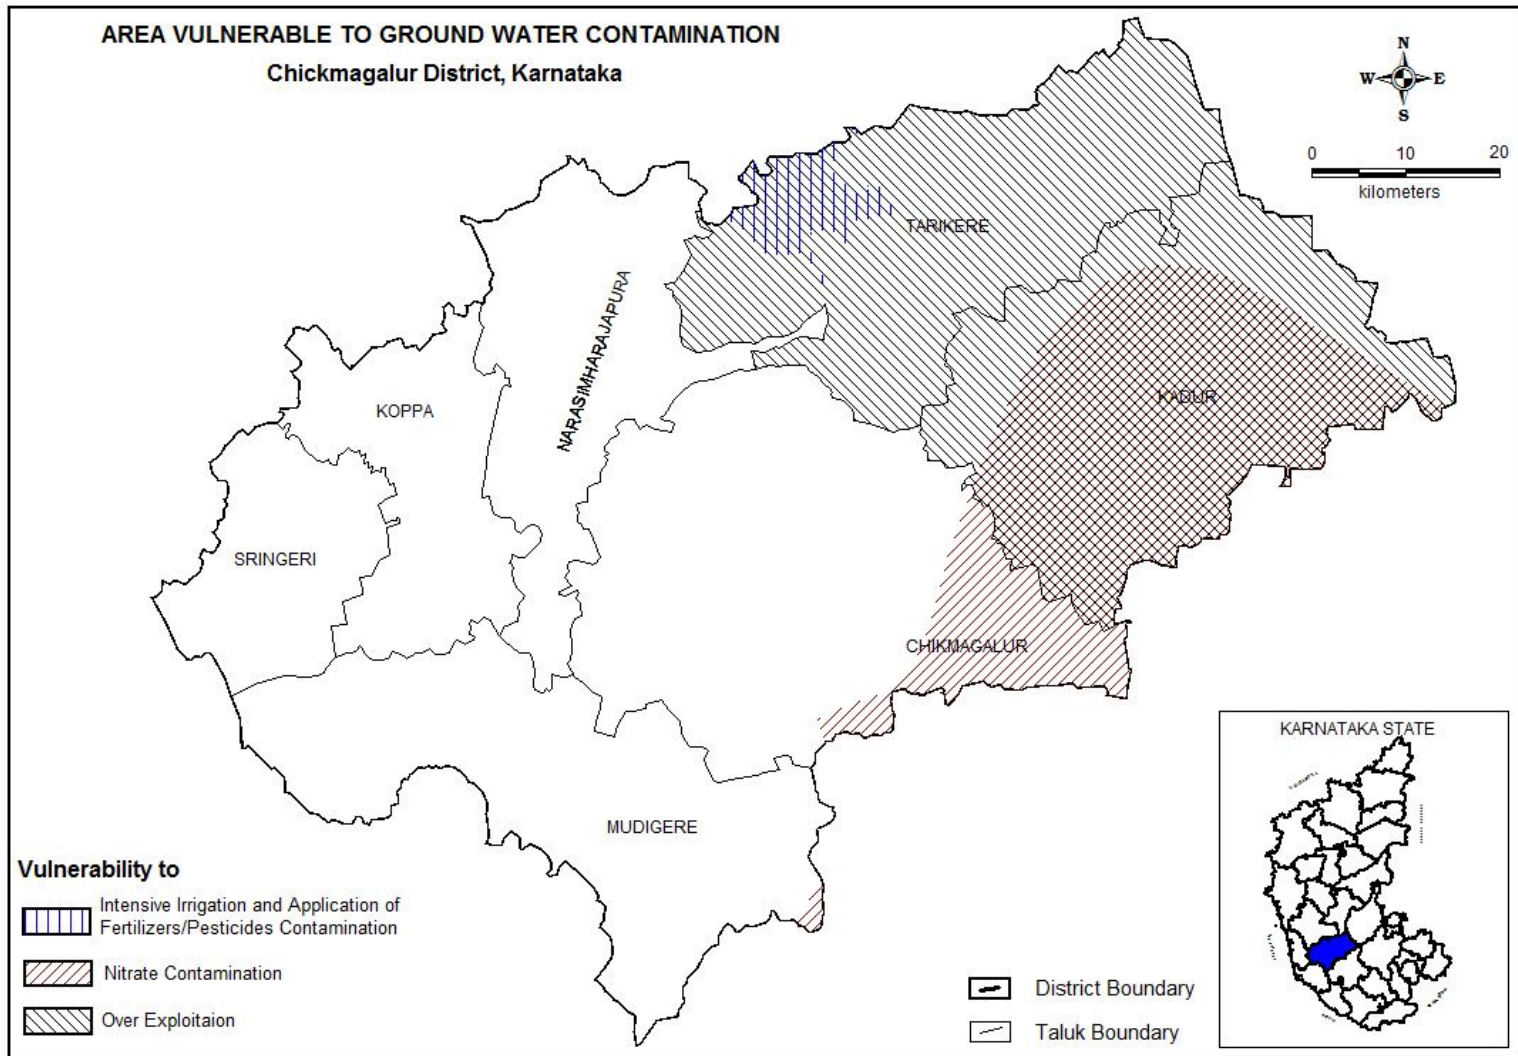 AREA VULNERABLE TO GROUND WATER CONTAMINATION
Chickmagalur District, Karnataka
N
W E
S
0 10 20
kilometers
TARIKERE
NARASIMHARAJAPURA
KADUR
KOPPA
SRINGERI
CHIKMAGALUR
MUDIGERE
KARNATAKA STATE
Vulnerability to
Intensive Irrigation and Application of
Fertilizers/Pesticides Contamination
Nitrate Contamination
Over Exploitaion
District Boundary
Taluk Boundary